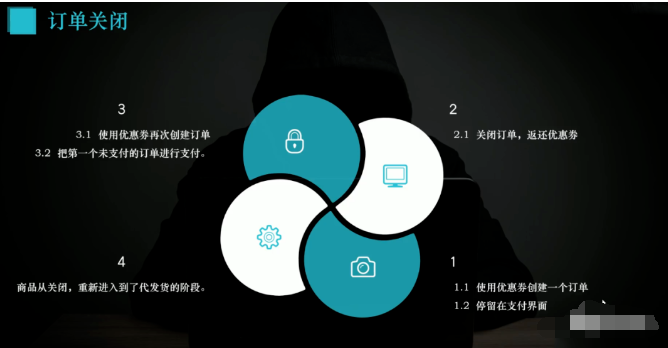 订单关闭
3
3.1 使用优惠券再次创建订单
3.2 把第一个未支付的订单进行支付。
2
2.1 关闭订单，返还优惠券
4
商品从关闭，重新进入到了代发货的阶段。
1
1.1 使用优惠券创建一个订单
1.2 停留在支付界面